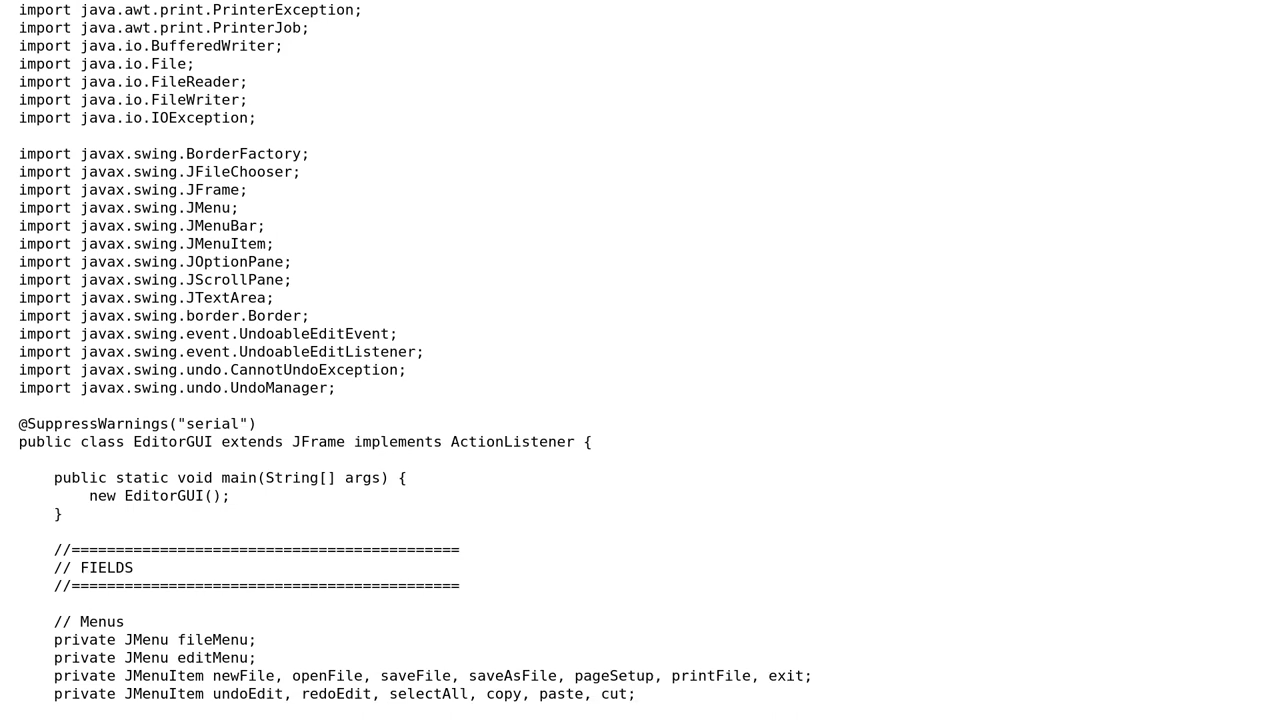 import java.awt.print.PrinterException;
import java.awt.print.PrinterJob;
import java.io.BufferedWriter;
import java.io.File;
import java.io.FileReader;
import java.io.FileWriter;
import java.io.IOException;

import javax.swing.BorderFactory;
import javax.swing.JFileChooser;
import javax.swing.JFrame;
import javax.swing.JMenu;
import javax.swing.JMenuBar;
import javax.swing.JMenuItem;
import javax.swing.JOptionPane;
import javax.swing.JScrollPane;
import javax.swing.JTextArea;
import javax.swing.border.Border;
import javax.swing.event.UndoableEditEvent;
import javax.swing.event.UndoableEditListener;
import javax.swing.undo.CannotUndoException;
import javax.swing.undo.UndoManager;

@SuppressWarnings("serial")
public class EditorGUI extends JFrame implements ActionListener {

    public static void main(String[] args) {
        new EditorGUI();
    }

    //============================================
    // FIELDS
    //============================================

    // Menus
    private JMenu fileMenu;
    private JMenu editMenu;
    private JMenuItem newFile, openFile, saveFile, saveAsFile, pageSetup, printFile, exit;
    private JMenuItem undoEdit, redoEdit, selectAll, copy, paste, cut;